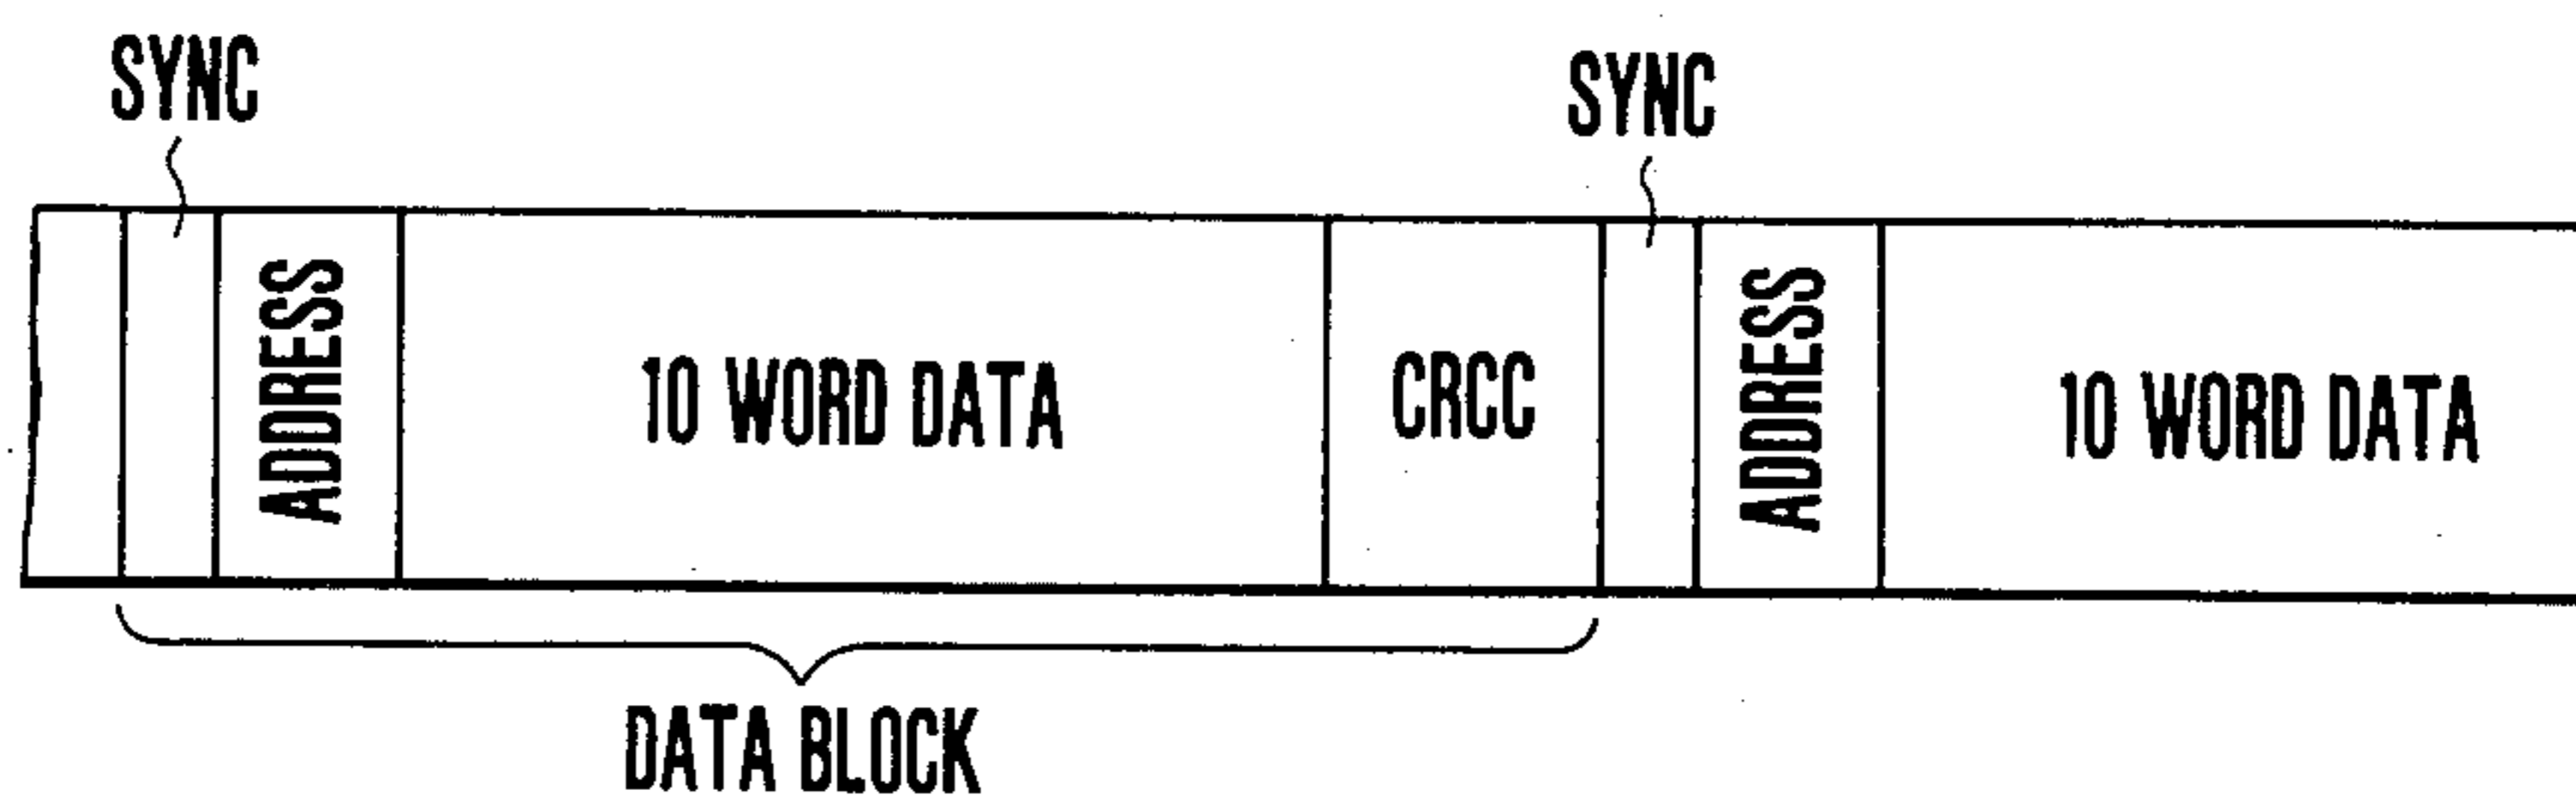 SYNC
SYNC
ADDRESS
10 WORD DATA
CRCC
ADDRESS
10 WORD DATA
DATA BLOCK